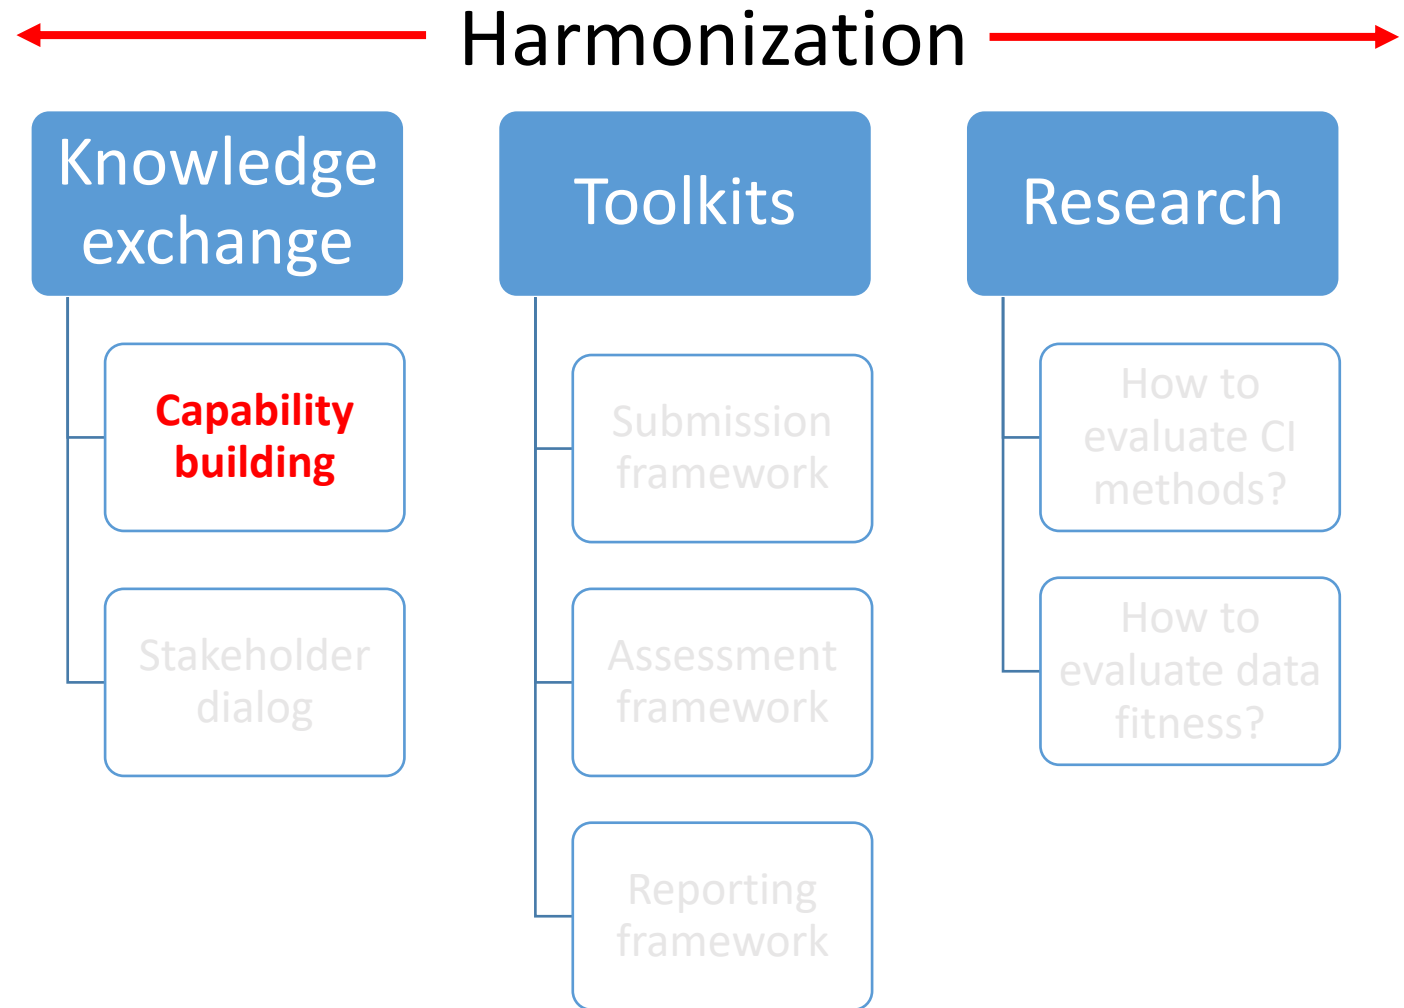 Harmonization
Knowledge
exchange
Capability
building
Stakeholder
dialog
Toolkits
Submission
framework
Assessment
framework
Reporting
framework
Research
How to
evaluate CI
methods?
How to
evaluate data
fitness?